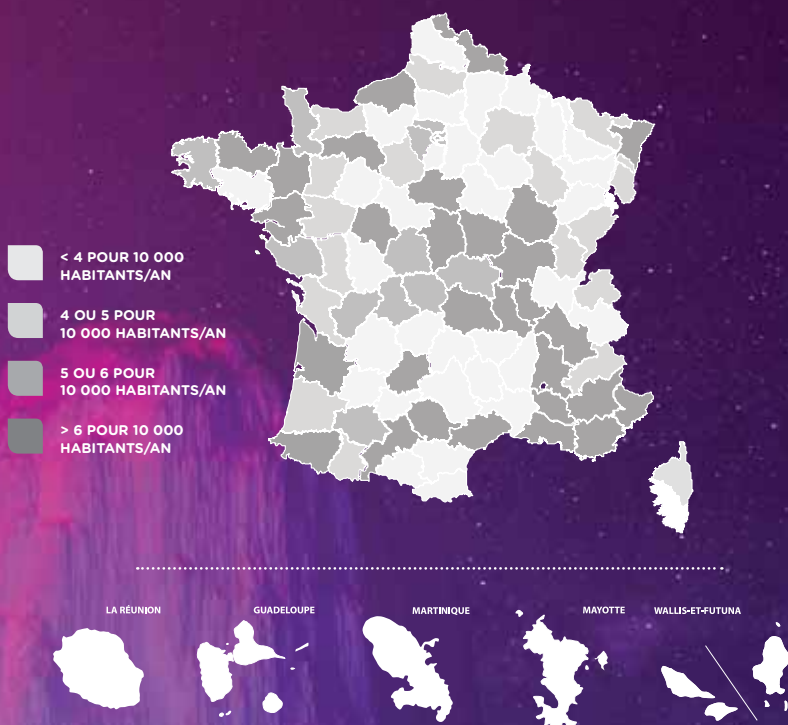 < 4 POUR 10 000
HABITANTS/AN
4 OU 5 POUR
10 000 HABITANTS/AN
5 OU 6 POUR
10 000 HABITANTS/AN
> 6 POUR 10 000
HABITANTS/AN
LA RÉUNION
GUADELOUPE
MARTINIQUE
MAYOTTE
WALLIS-ET-FUTUNA